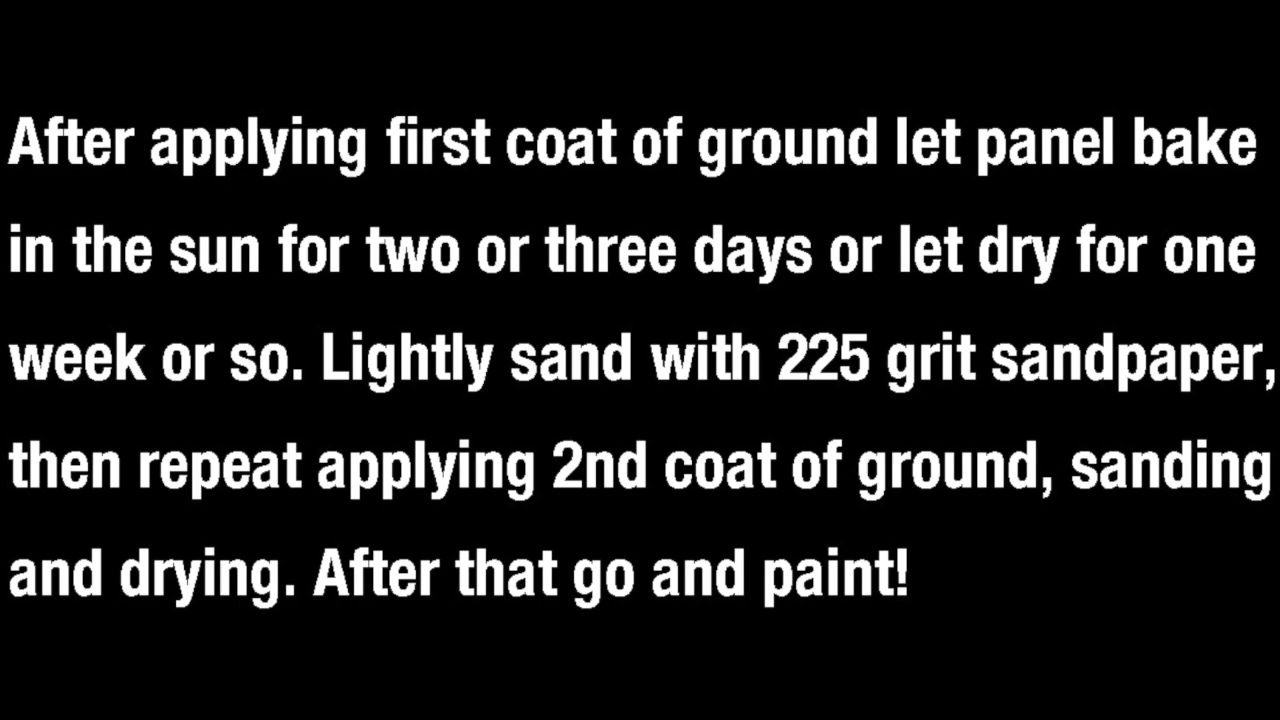 After applying first coat of ground let panel bake
in the sun for two or three days or let dry for one
week or so. Lightly sand with 225 grit sandpaper,
then repeat applying 2nd coat of ground, sanding
and drying. After that go and paint!